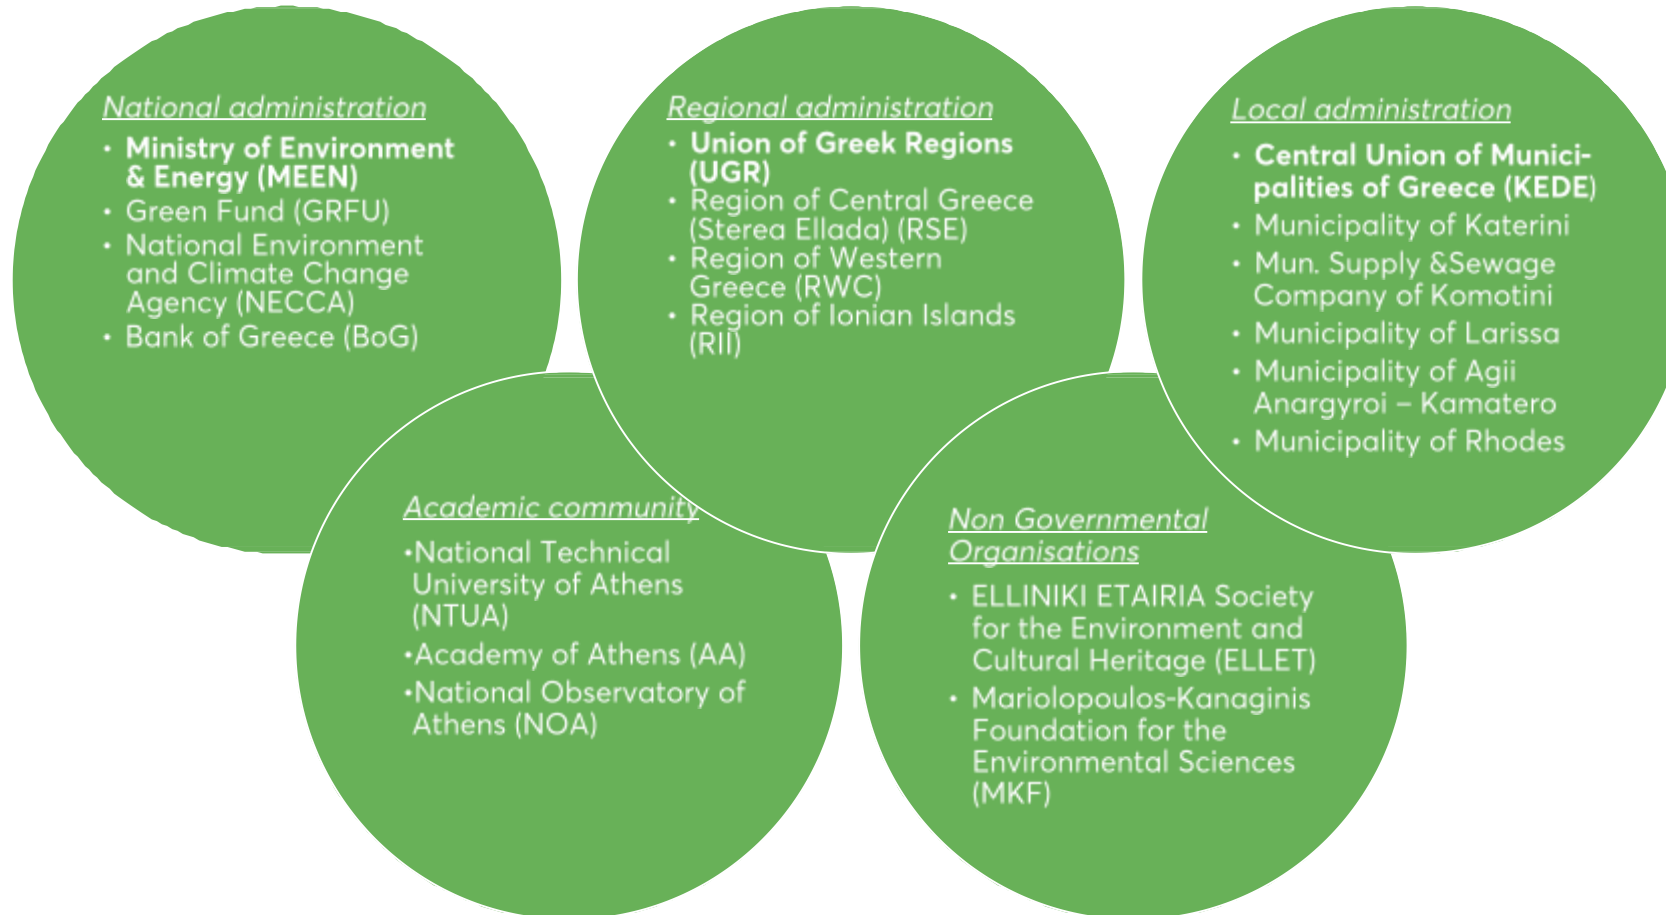 National administration
• Ministry of Environment
& Energy (MEEN)
• Green Fund (GRFU)
• National Environment
and Climate Change
Agency (NECCA)
• Bank of Greece (BoG)
Regional administration
• Union of Greek Regions
(UGR)
• Region of Central Greece
(Sterea Ellada) (RSE)
• Region of Western
Greece (RWC)
• Region of Ionian Islands
(RII)
Local administration
• Central Union of Munici-
palities of Greece (KEDE)
• Municipality of Katerini
• Mun. Supply &Sewage
Company of Komotini
• Municipality of Larissa
• Municipality of Agii
Anargyroi – Kamatero
• Municipality of Rhodes
Academic community
•National Technical
University of Athens
(NTUA)
•Academy of Athens (AA)
•National Observatory of
Athens (NOA)
Non Governmental
Organisations
• ELLINIKI ETAIRIA Society
for the Environment and
Cultural Heritage (ELLET)
• Mariolopoulos-Kanaginis
Foundation for the
Environmental Sciences
(MKF)